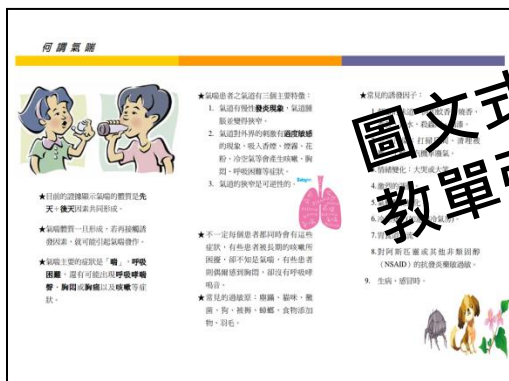 何謂氣喘
★目前的證據顯示氣喘的體質是先
天+後天因素共同形成。
★氣喘體質一旦形成，若再接觸誘
發因素，就可能引起氣喘發作。
★氣喘主要的症狀是「喘」、呼吸
困難，還有可能出現呼吸哮喘
聲、胸悶或胸痛以及咳嗽等症
狀。
★氣喘患者之氣道有三個主要特徵：
1. 氣道有慢性發炎現象，氣道腫
脹並變得狹窄。
2. 氣道對外界的刺激有過度敏感
的現象，吸入香煙、煙霧、花
粉、冷空氣等會產生咳嗽、胸
悶、呼吸困難等症狀。
3. 氣道的狹窄是可逆性的。
★不一定每個患者都同時會有這些
症狀，有些患者被長期的咳嗽所
困擾，卻不知是氣喘，有些患者
則偶爾感到胸悶，卻沒有呼吸哮
鳴音。
★常見的過敏原：塵蟎、貓咪、黴
菌、狗、被褥、蟑螂、食物添加
物、羽毛。
★常見的誘發因子：
情緒變化：大哭或大
8.對阿斯匹靈或其他非類固醇
（NSAID）的抗發炎藥敏過敏。
9. 生病、感冒時。
圖文式
教單